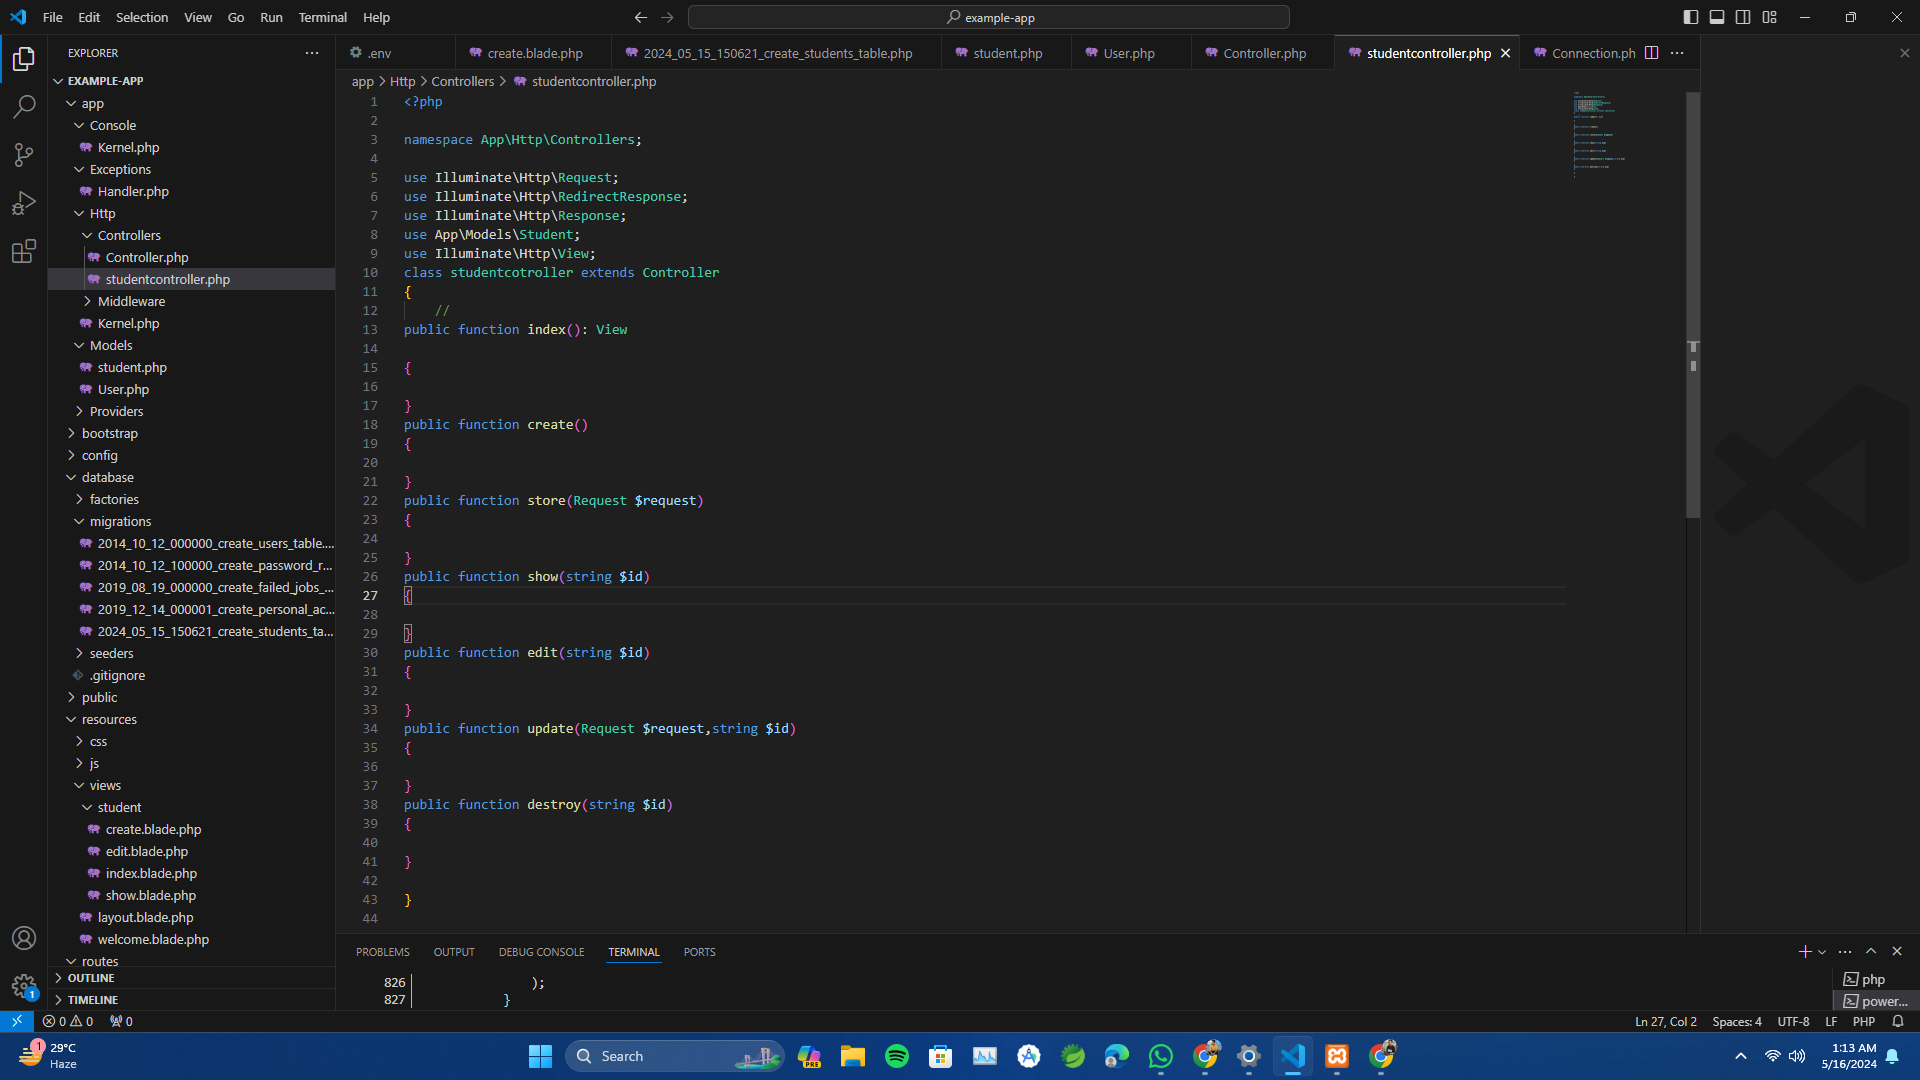 File Edit Selection View Go Run Terminal Help
example-app
EXPLORER
EXAMPLE-APP
app
Console
Kernel.php
Exceptions
Handler.php
Http
Controllers
Controller.php
studentcontroller.php
Middleware
Kernel.php
Models
student.php
User.php
Providers
bootstrap
config
database
factories
migrations
2014_10_12_000000_create_users_table....
2014_10_12_100000_create_password_r...
2019_08_19_000000_create_failed_jobs_...
2019_12_14_000001_create_personal_ac...
2024_05_15_150621_create_students_ta...
seeders
.gitignore
public
resources
css
js
views
student
create.blade.php
edit.blade.php
index.blade.php
show.blade.php
layout.blade.php
welcome.blade.php
routes
OUTLINE
TIMELINE
.env create.blade.php 2024_05_15_150621_create_students_table.php student.php User.php Controller.php studentcontroller.php Connection.ph
app > Http > Controllers > studentcontroller.php
1 <?php
2
3 namespace App\Http\Controllers;
4
5 use Illuminate\Http\Request;
6 use Illuminate\Http\RedirectResponse;
7 use Illuminate\Http\Response;
8 use App\Models\Student;
9 use Illuminate\Http\View;
10 class studentcotroller extends Controller
11 {
12 //
13 public function index(): View
14
15 {
16
17 }
18 public function create()
19 {
20
21 }
22 public function store(Request $request)
23 {
24
25 }
26 public function show(string $id)
27 {
28
29 }
30 public function edit(string $id)
31 {
32
33 }
34 public function update(Request $request,string $id)
35 {
36
37 }
38 public function destroy(string $id)
39 {
40
41 }
42
43 }
44
PROBLEMS OUTPUT DEBUG CONSOLE TERMINAL PORTS
826 );
827 }
php
power...
1
0 0 0
Ln 27, Col 2 Spaces: 4 UTF-8 LF PHP
1
29°C
Haze
Search
PRE
1:13 AM
5/16/2024